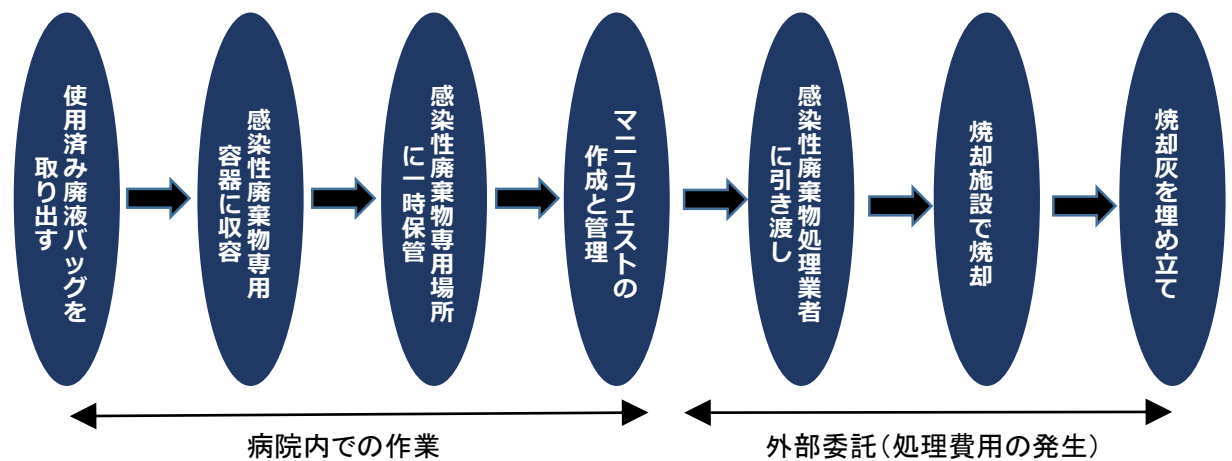 使用済み廃液バッグを
取り出す
感染性廃棄物専用
容器に収容
感染性廃棄物専用場所
に一時保管
マニュフェストの
作成と管理
感染性廃棄物処理業者
に引き渡し
焼却施設で焼却
焼却灰を埋め立て
病院内での作業
外部委託（処理費用の発生）